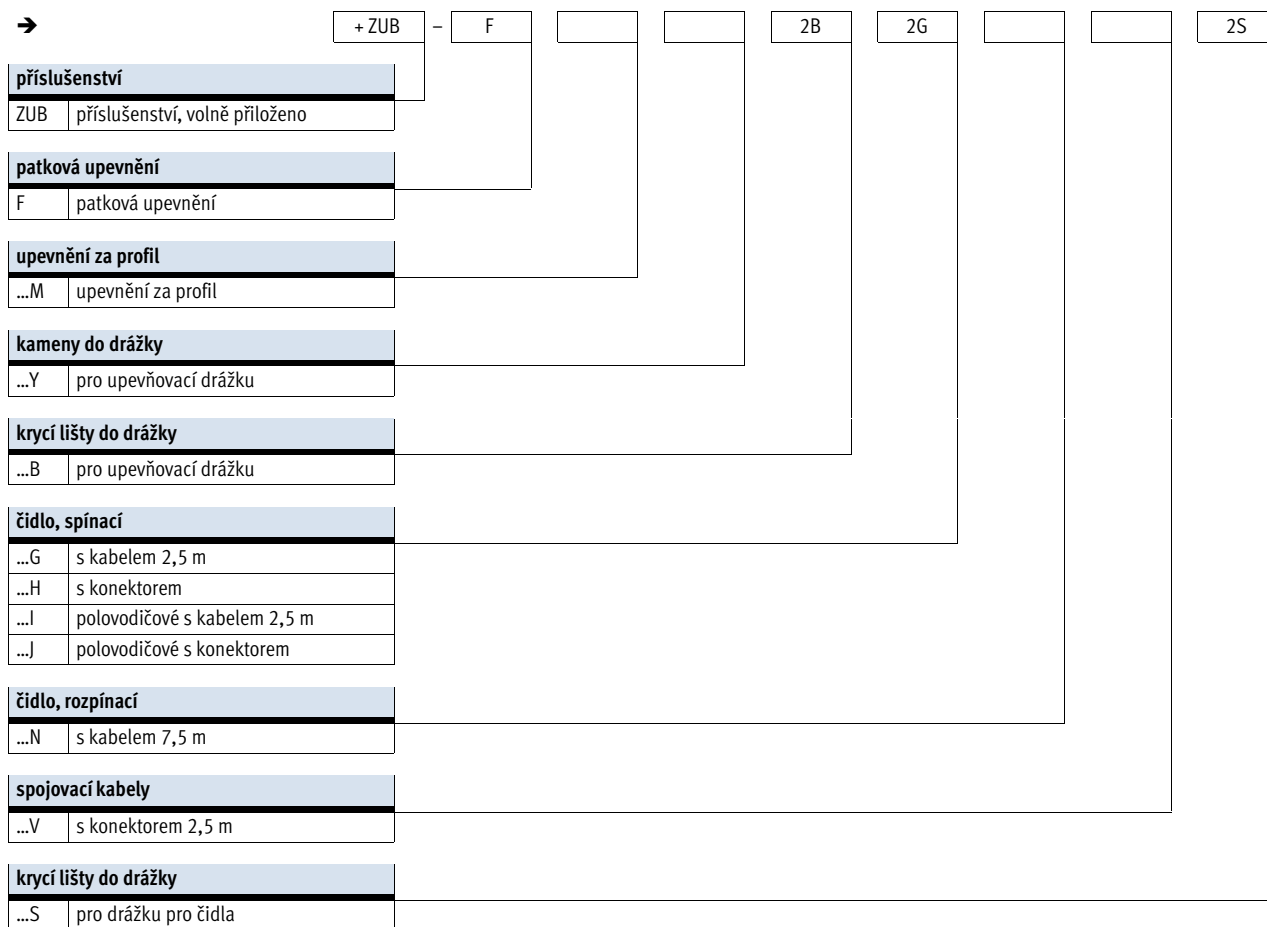 ➔ + ZUB – F 2B 2G 2S
příslušenství
ZUB příslušenství, volně přiloženo
patková upevnění
F patková upevnění
upevnění za profil
...M upevnění za profil
kameny do drážky
...Y pro upevňovací drážku
krycí lišty do drážky
...B pro upevňovací drážku
čidlo, spínací
...G s kabelem 2,5 m
...H s konektorem
...I polovodičové s kabelem 2,5 m
...J polovodičové s konektorem
čidlo, rozpínací
...N s kabelem 7,5 m
spojovací kabely
...V s konektorem 2,5 m
krycí lišty do drážky
...S pro drážku pro čidla